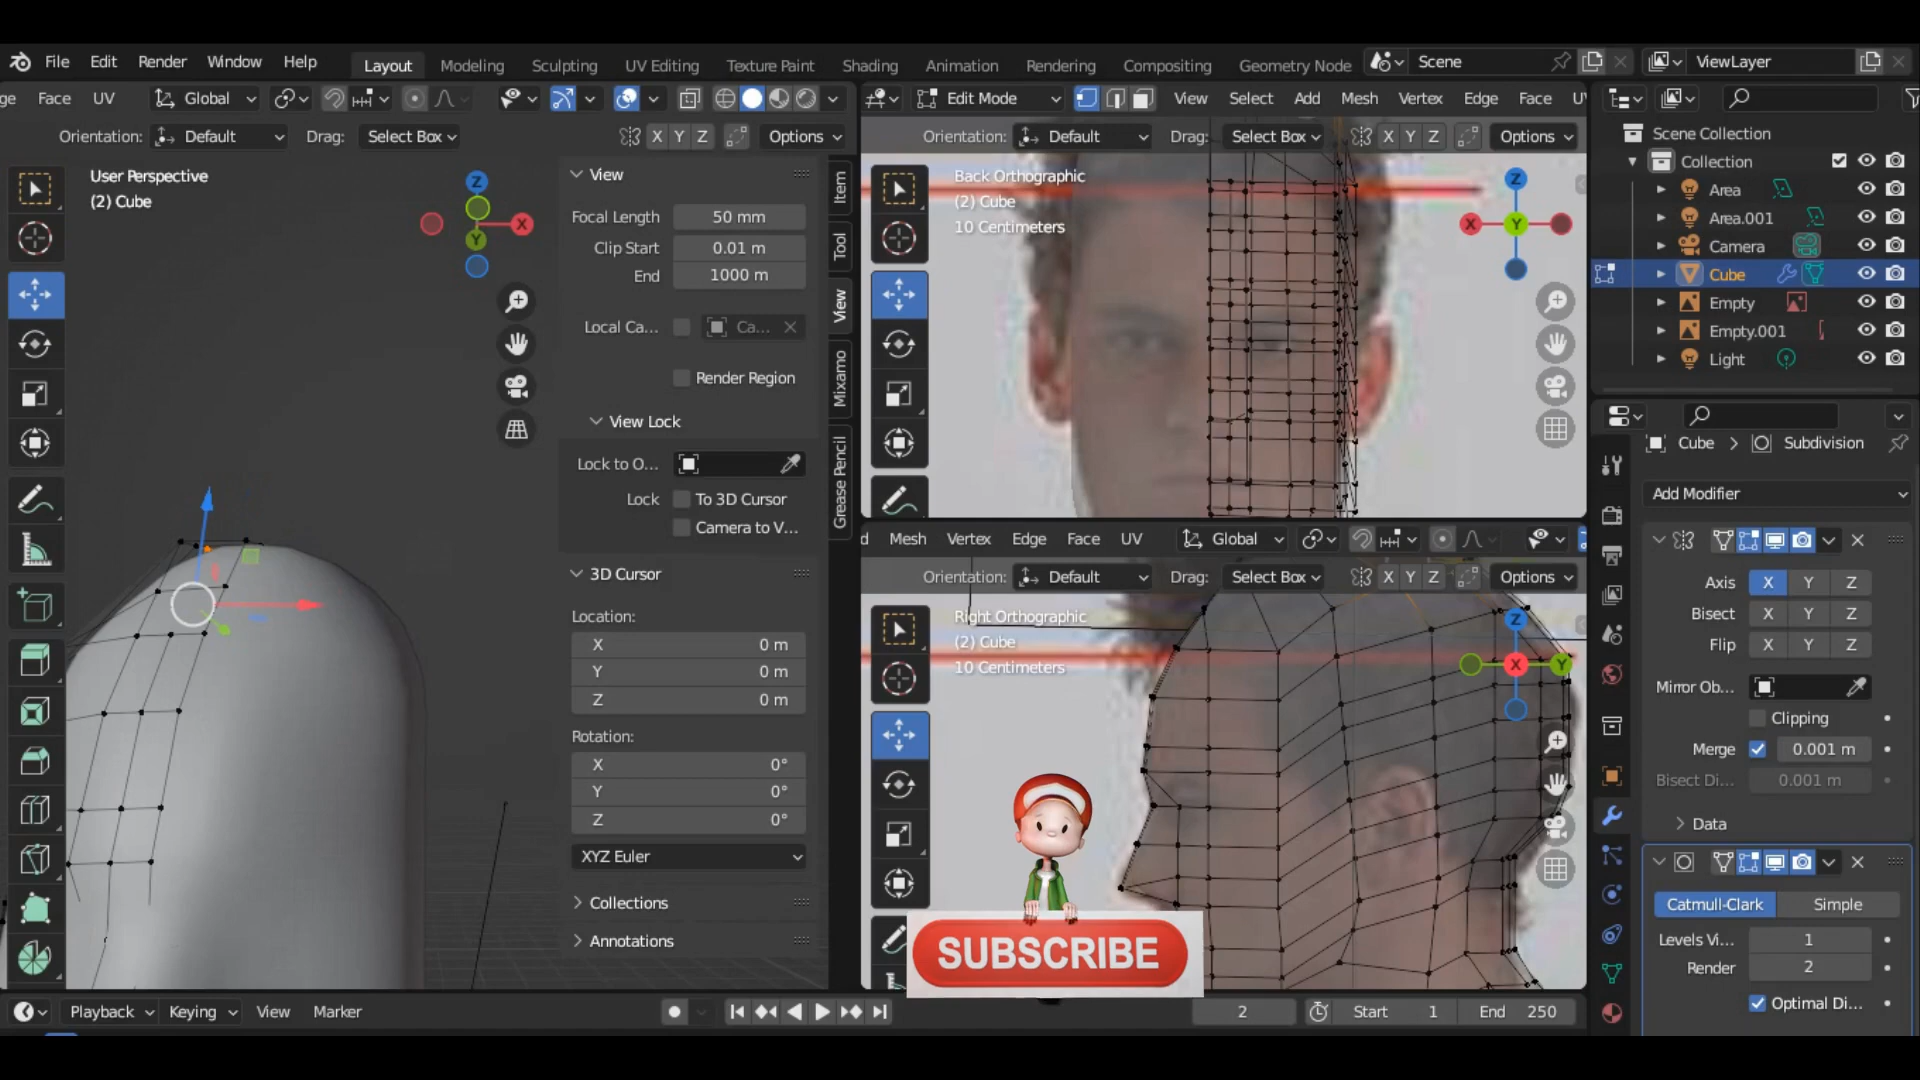 File Edit Render Window Help Layout Modeling Sculpting UV Editing Texture Paint Shading Animation Rendering Compositing Geometry Node Scene ViewLayer
ge Face UV Global
Orientation: Default Drag: Select Box X Y Z Options
User Perspective
(2) Cube
Z
X
Y
View
Focal Length 50 mm
Clip Start 0.01 m
End 1000 m
Local Ca... Ca...
Render Region
View Lock
Lock to O...
Lock To 3D Cursor
Camera to V...
3D Cursor
Location:
X 0 m
Y 0 m
Z 0 m
Rotation:
X 0°
Y 0°
Z 0°
XYZ Euler
Collections
Annotations
Item
Tool
View
Mixamo
Grease Pencil
Edit Mode View Select Add Mesh Vertex Edge Face
Orientation: Default Drag: Select Box X Y Z Options
Back Orthographic
(2) Cube
10 Centimeters
Z
X Y
d Mesh Vertex Edge Face UV Global
Orientation: Default Drag: Select Box X Y Z Options
Right Orthographic
(2) Cube
10 Centimeters
Z
X Y
SUBSCRIBE
Scene Collection
Collection
Area
Area.001
Camera
Cube
Empty
Empty.001
Light
Cube Subdivision
Add Modifier
Axis X Y Z
Bisect X Y Z
Flip X Y Z
Mirror Ob...
Clipping
Merge 0.001 m
Bisect Di... 0.001 m
Data
Catmull-Clark Simple
Levels Vi... 1
Render 2
Optimal Di...
Playback Keying View Marker 2 Start 1 End 250